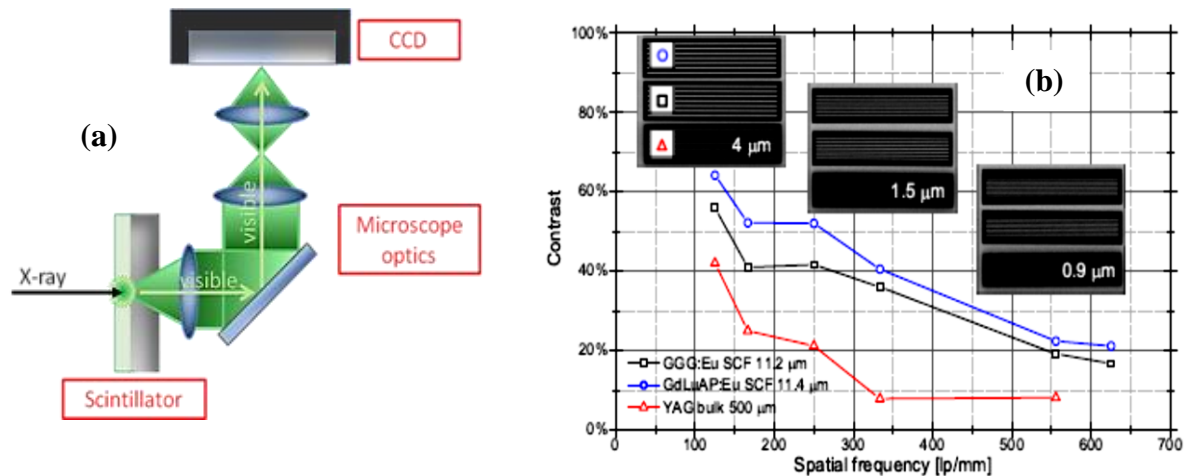 (a)
CCD
visible
Microscope
optics
X-ray
visible
Scintillator
(b)
100%
80%
60%
40%
20%
0%
Contrast
4 μm
1.5 μm
0.9 μm
GGG:Eu SCF 11.2 μm
GdLuAP:Eu SCF 11.4 μm
YAG bulk 500 μm
0 100 200 300 400 500 600 700
Spatial frequency [lp/mm]